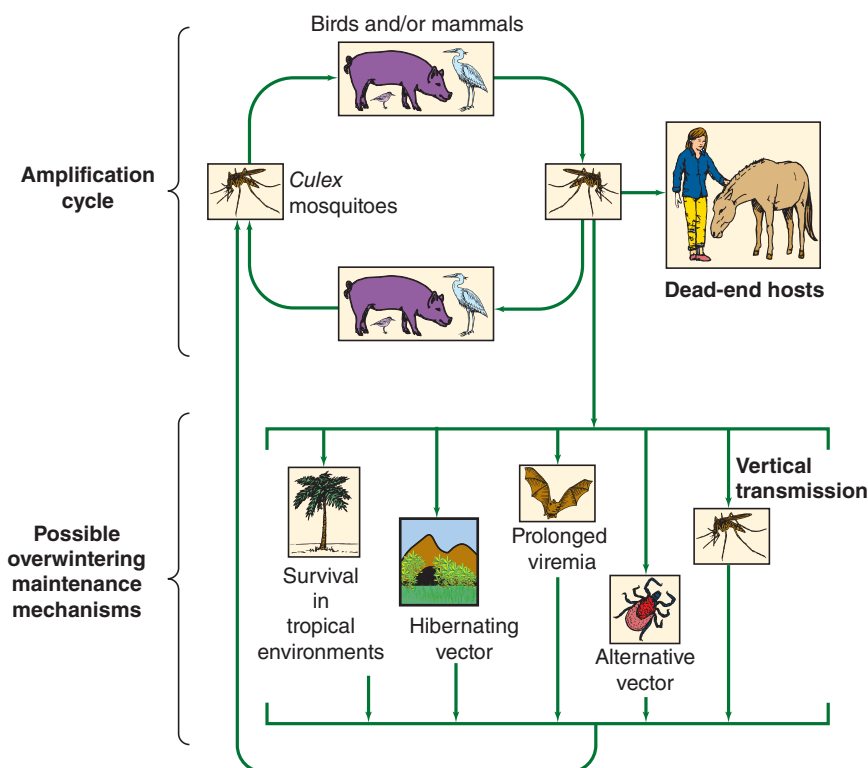 Birds and/or mammals
Amplification
cycle
Culex
mosquitoes
Dead-end hosts
Possible
overwintering
maintenance
mechanisms
Survival
in
tropical
environments
Hibernating
vector
Prolonged
viremia
Alternative
vector
Vertical
transmission